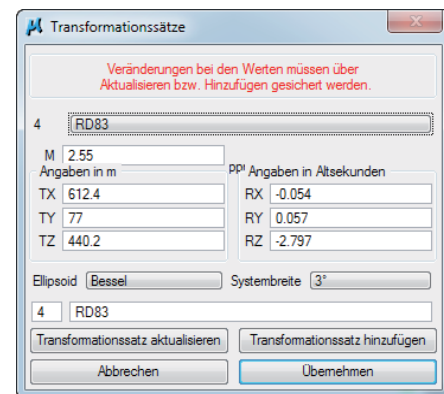 Transformationssätze
Veränderungen bei den Werten müssen über
Aktualisieren bzw. Hinzufügen gesichert werden.
4 RD83
M 2.55
Angaben in m Angaben in Altsekunden
TX 612.4 RX -0.054
TY 77 RY 0.057
TZ 440.2 RZ -2.797
Ellipsoid Bessel Systembreite 3°
4 RD83
Transformationssatz aktualisieren Transformationssatz hinzufügen
Abbrechen Übernehmen